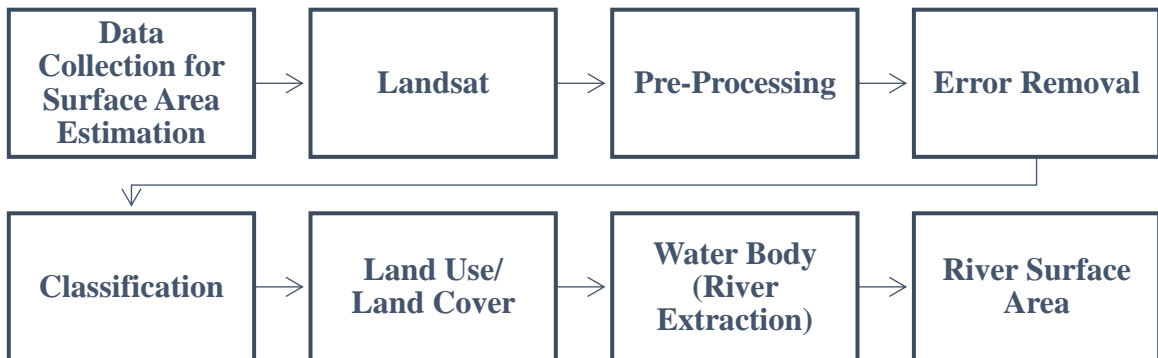 Data
Collection for
Surface Area
Estimation
Landsat
Pre-Processing
Error Removal
Classification
Land Use/
Land Cover
Water Body
(River
Extraction)
River Surface
Area